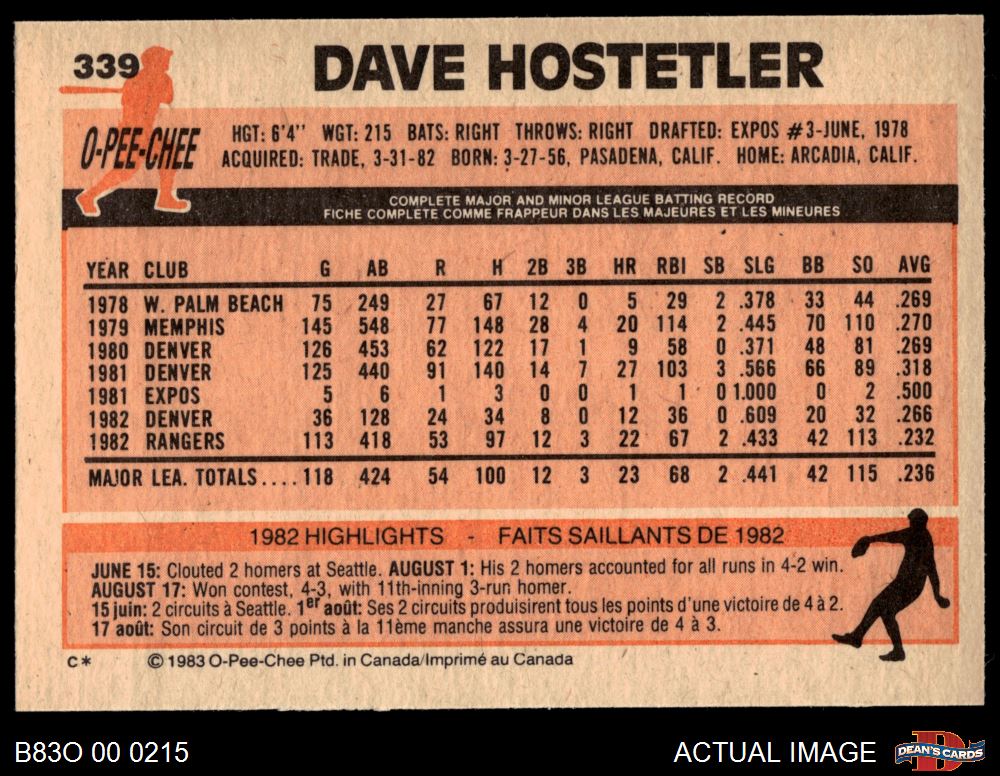 339
DAVE HOSTETLER
O-PEE-CHEE
HGT: 6'4" WGT: 215 BATS: RIGHT THROWS: RIGHT DRAFTED: EXPOS #3-JUNE, 1978
ACQUIRED: TRADE, 3-31-82 BORN: 3-27-56, PASADENA, CALIF. HOME: ARCADIA, CALIF.
COMPLETE MAJOR AND MINOR LEAGUE BATTING RECORD
FICHE COMPLETE COMME FRAPPEUR DANS LES MAJEURES ET LES MINEURES
YEAR CLUB G AB R H 2B 3B HR RBI SB SLG BB SO AVG
1978 W. PALM BEACH 75 249 27 67 12 0 5 29 2 .378 33 44 .269
1979 MEMPHIS 145 548 77 148 28 4 20 114 2 .445 70 110 .270
1980 DENVER 126 453 62 122 17 1 9 58 0 .371 48 81 .269
1981 DENVER 125 440 91 140 14 7 27 103 3 .566 66 89 .318
1981 EXPOS 5 6 1 3 0 0 1 1 0 1.000 0 2 .500
1982 DENVER 36 128 24 34 8 0 12 36 0 .609 20 32 .266
1982 RANGERS 113 418 53 97 12 3 22 67 2 .433 42 113 .232
MAJOR LEA. TOTALS.... 118 424 54 100 12 3 23 68 2 .441 42 115 .236
1982 HIGHLIGHTS - FAITS SAILLANTS DE 1982
JUNE 15: Clouted 2 homers at Seattle. AUGUST 1: His 2 homers accounted for all runs in 4-2 win.
AUGUST 17: Won contest, 4-3, with 11th-inning 3-run homer.
15 juin: 2 circuits à Seattle. 1er août: Ses 2 circuits produisirent tous les points d'une victoire de 4 à 2.
17 août: Son circuit de 3 points à la 11ème manche assura une victoire de 4 à 3.
C* © 1983 O-Pee-Chee Ptd. in Canada/Imprimé au Canada
B83O 00 0215 ACTUAL IMAGE DEAN'S CARDS